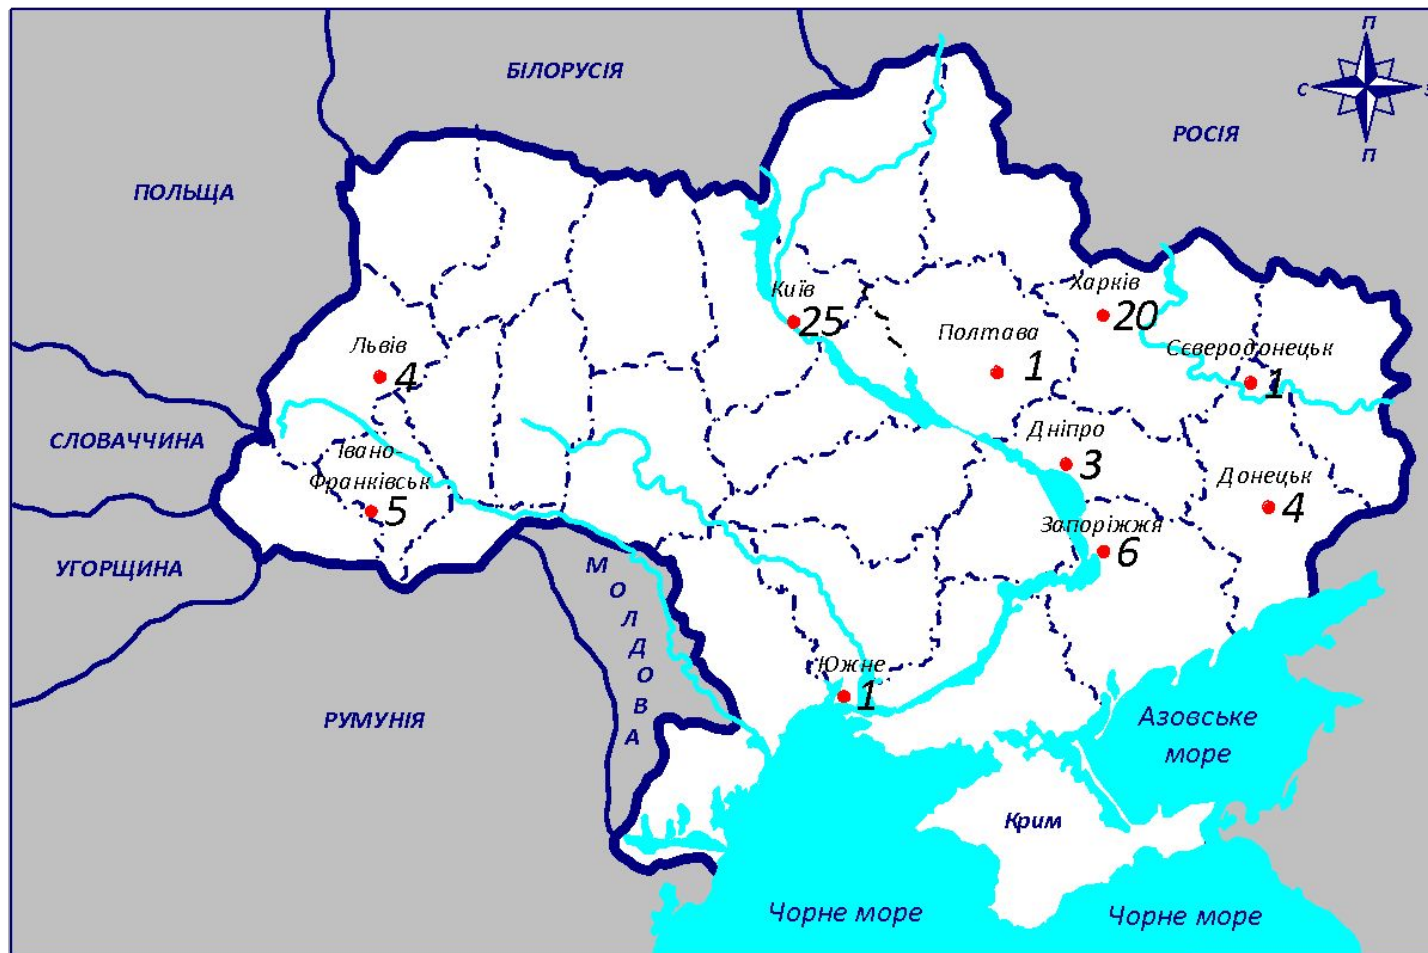 П
БІЛОРУСІЯ
С
З
РОСІЯ
П
ПОЛЬЩА
Київ
25
Харків
20
Полтава
1
Сєверодонецьк
1
Львів
4
СЛОВАЧЧИНА
Івано-
Франківськ
5
Дніпро
3
Донецьк
4
Запоріжжя
6
УГОРЩИНА
МОЛДОВА
Южне
1
РУМУНІЯ
Азовське
море
Крим
Чорне море
Чорне море